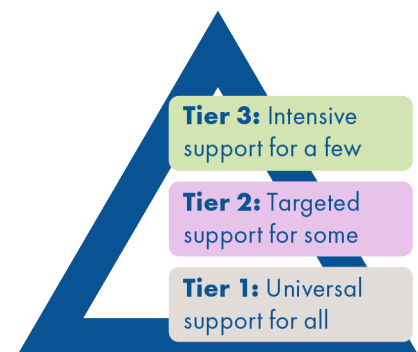 Tier 3: Intensive
support for a few
Tier 2: Targeted
support for some
Tier 1: Universal
support for all